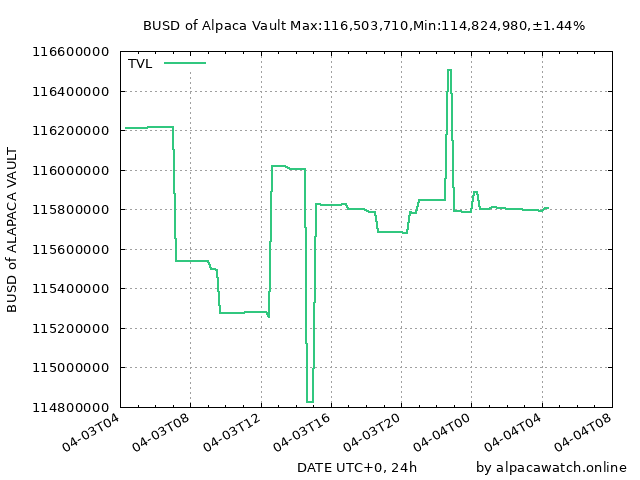 BUSD of Alpaca Vault Max:116,503,710,Min:114,824,980,±1.44%
TVL
BUSD of ALAPACA VAULT
116600000
116400000
116200000
116000000
115800000
115600000
115400000
115200000
115000000
114800000
04-03T04
04-03T08
04-03T12
04-03T16
04-03T20
04-04T00
04-04T04
04-04T08
DATE UTC+0, 24h
by alpacawatch.online